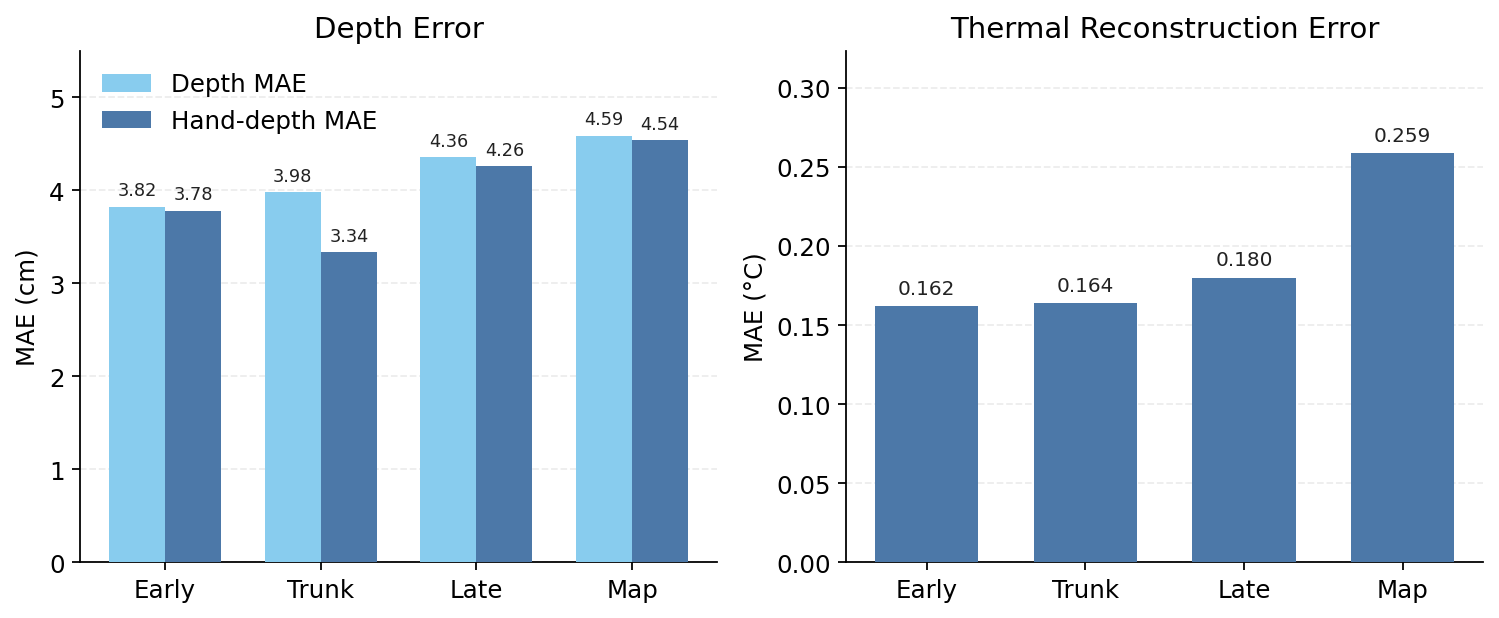 Depth Error
Depth MAE
Hand-depth MAE
MAE (cm)
5
4
3
2
1
0
3.82
3.78
3.98
3.34
4.36
4.26
4.59
4.54
Early
Trunk
Late
Map
Thermal Reconstruction Error
MAE (°C)
0.30
0.25
0.20
0.15
0.10
0.05
0.00
0.162
0.164
0.180
0.259
Early
Trunk
Late
Map